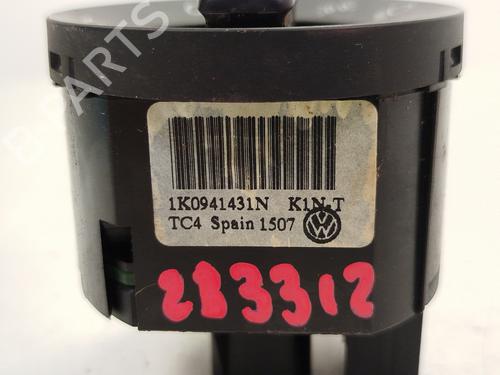 B-PARTS
1K0941431N K1N-T
TC4 Spain 1507
283312